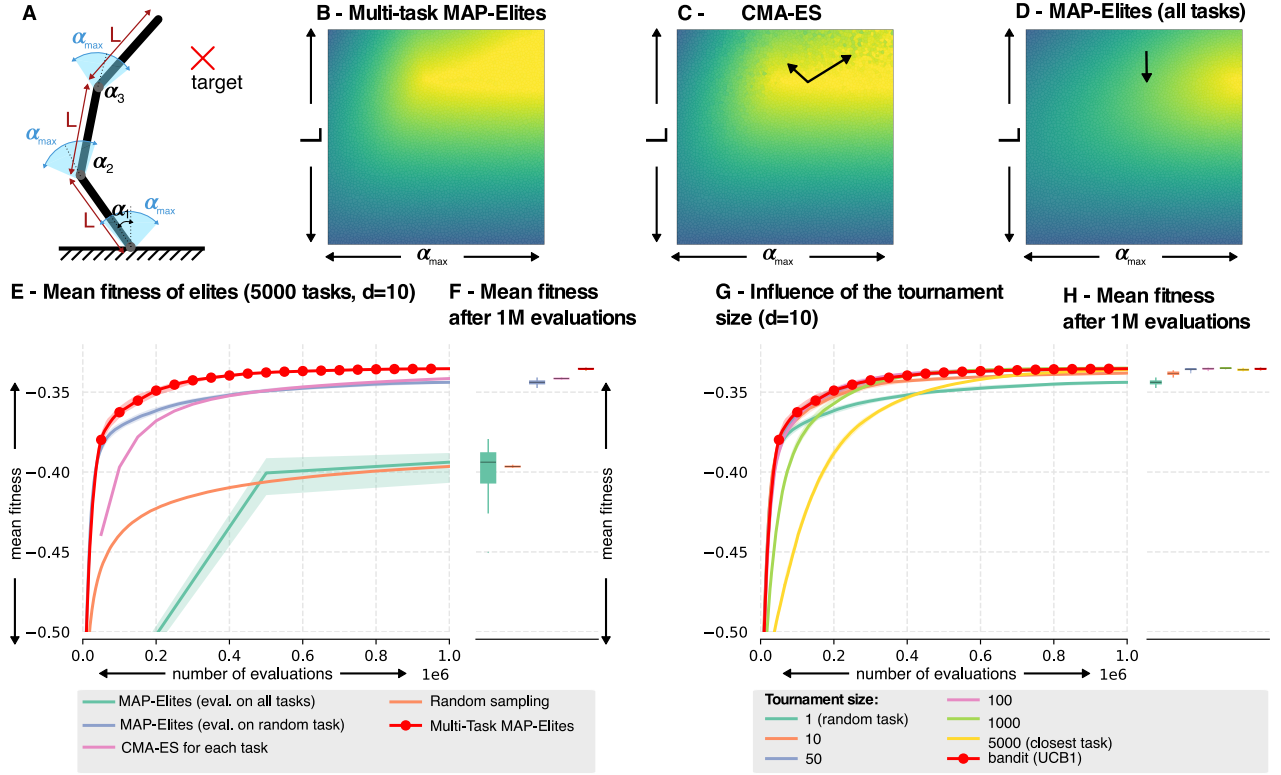 A
B - Multi-task MAP-Elites
C - CMA-ES
D - MAP-Elites (all tasks)
α_max
L
target
α_3
L
α_max
α_2
α_1
α_max
L
L
α_max
L
α_max
L
α_max
E - Mean fitness of elites (5000 tasks, d=10)
F - Mean fitness
after 1M evaluations
G - Influence of the tournament
size (d=10)
H - Mean fitness
after 1M evaluations
mean fitness
−0.35
−0.40
−0.45
−0.50
0.0
0.2
0.4
0.6
0.8
1.0
number of evaluations
1e6
mean fitness
−0.35
−0.40
−0.45
−0.50
0.0
0.2
0.4
0.6
0.8
1.0
number of evaluations
1e6
MAP-Elites (eval. on all tasks)
MAP-Elites (eval. on random task)
CMA-ES for each task
Random sampling
Multi-Task MAP-Elites
Tournament size:
1 (random task)
10
50
100
1000
5000 (closest task)
bandit (UCB1)